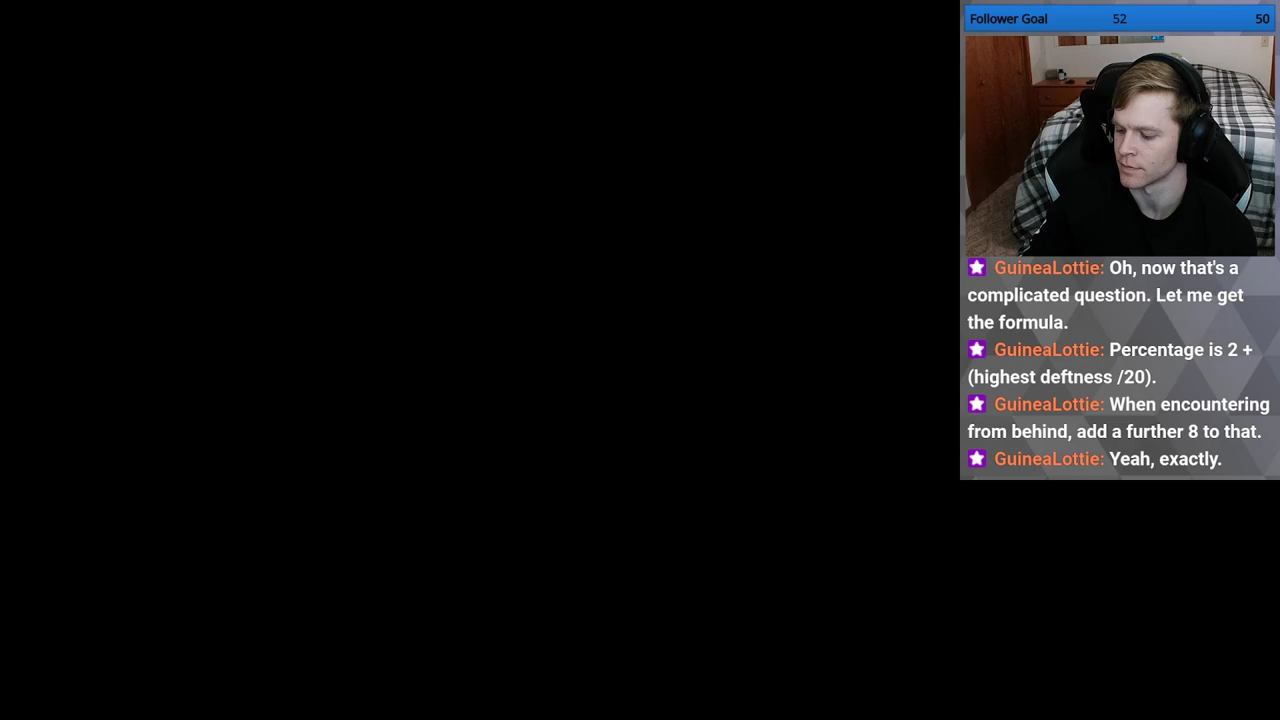 Follower Goal 52 50
GuineaLottie: Oh, now that's a
complicated question. Let me get
the formula.
GuineaLottie: Percentage is 2 +
(highest deftness /20).
GuineaLottie: When encountering
from behind, add a further 8 to that.
GuineaLottie: Yeah, exactly.